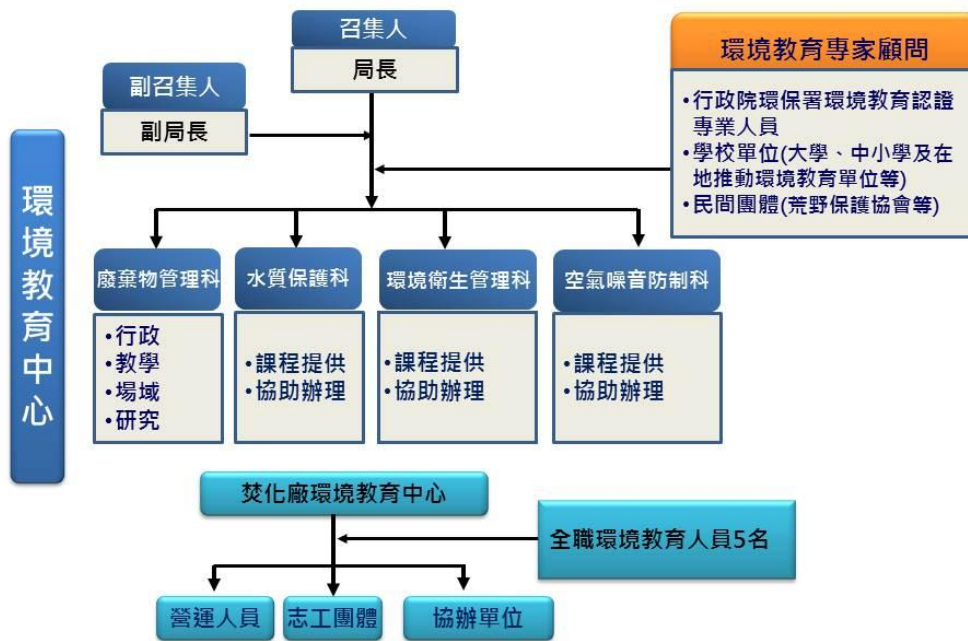 環境教育中心
召集人
局長
副召集人
副局長
環境教育專家顧問
•行政院環保署環境教育認證
專業人員
•學校單位(大學、中小學及在
地推動環境教育單位等)
•民間團體(荒野保護協會等)
廢棄物管理科
•行政
•教學
•場域
•研究
水質保護科
•課程提供
•協助辦理
環境衛生管理科
•課程提供
•協助辦理
空氣噪音防制科
•課程提供
•協助辦理
焚化廠環境教育中心
全職環境教育人員5名
營運人員
志工團體
協辦單位